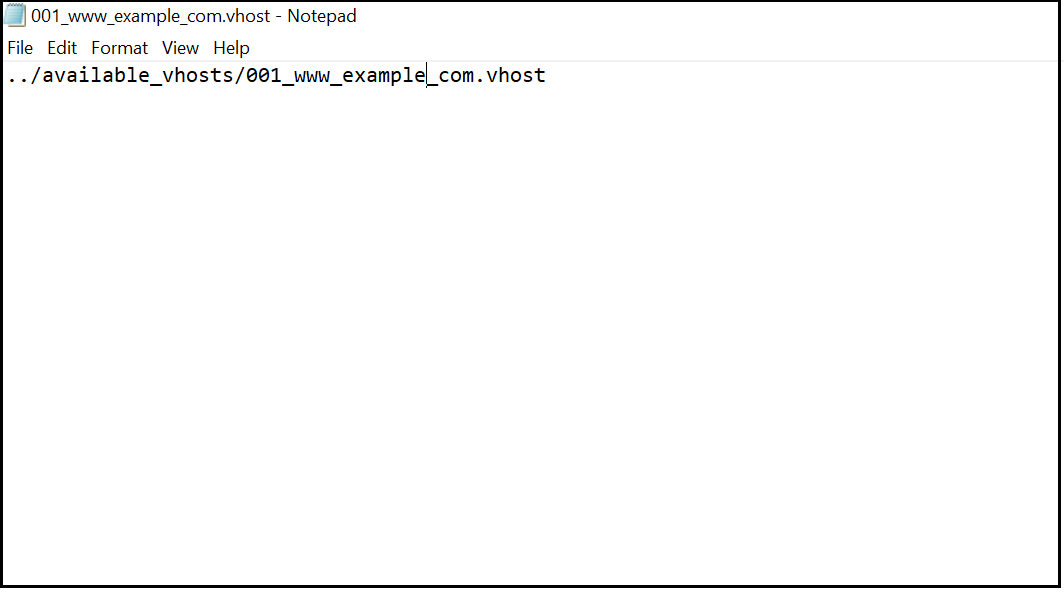 001_www_example_com.vhost - Notepad
File Edit Format View Help
../available_vhosts/001_www_example_com.vhost